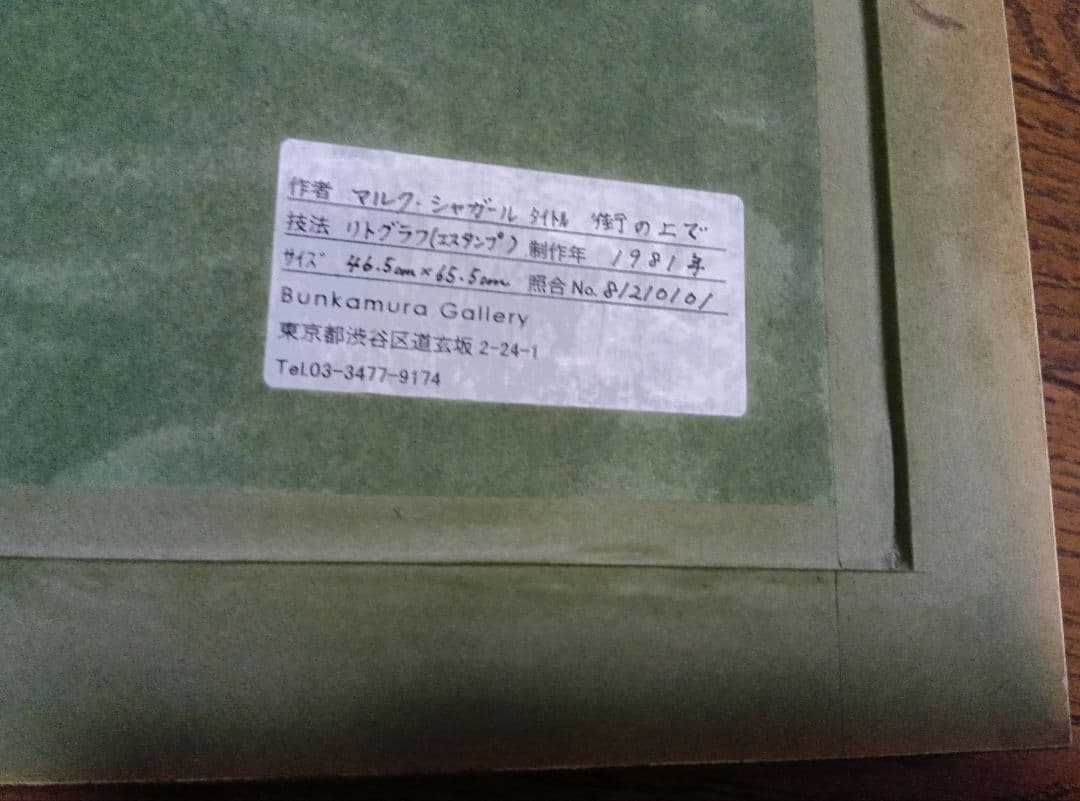 作者 マルク・シャガール タイトル 街の上で
技法 リトグラフ(エスタンプ) 制作年 1981年
サイズ 46.5cm×65.5cm 照合No. 81210101
Bunkamura Gallery
東京都渋谷区道玄坂2-24-1
Tel.03-3477-9174